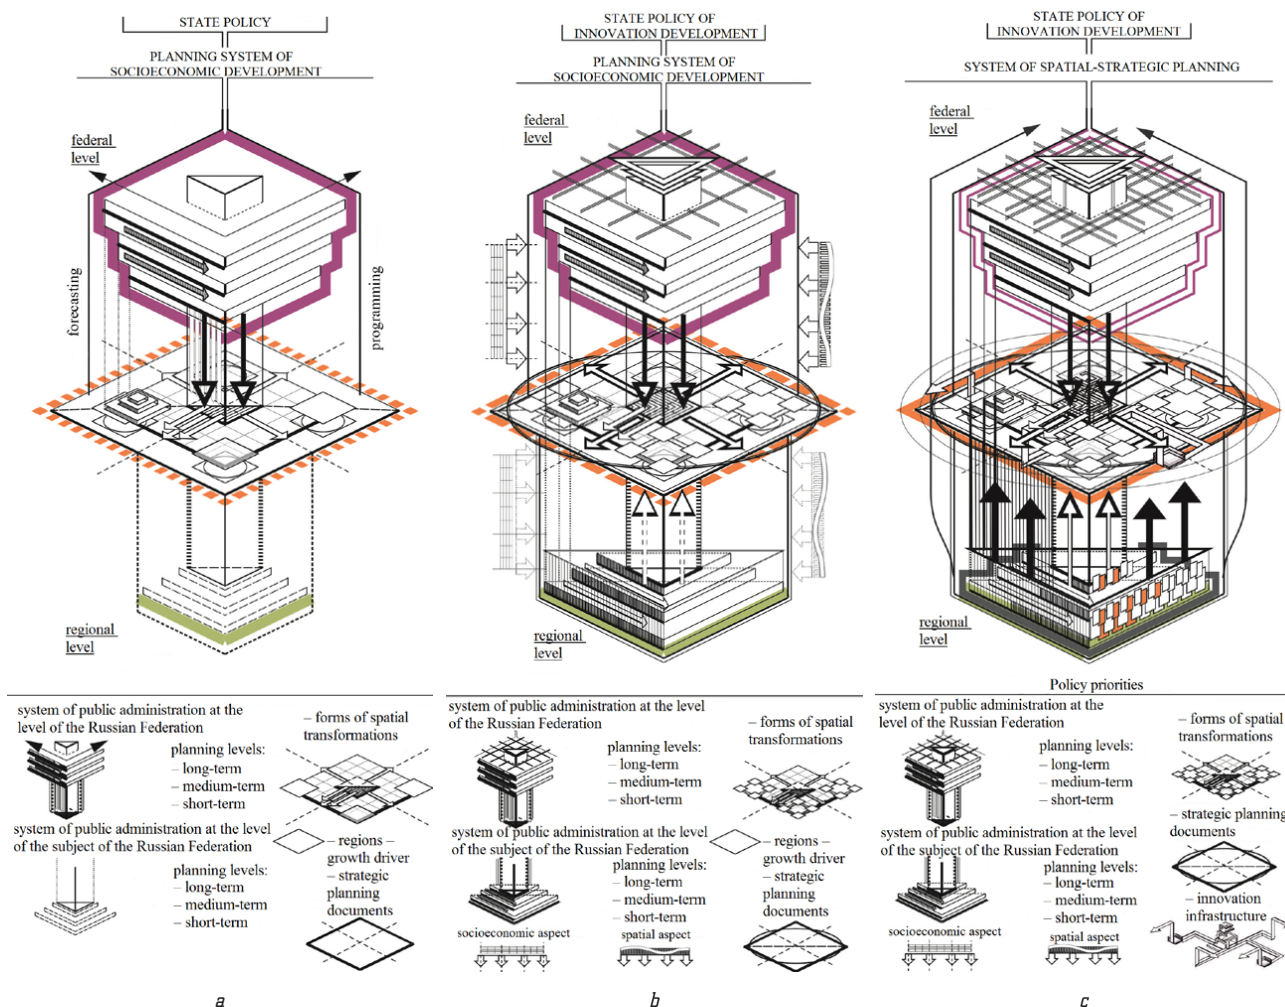 STATE POLICY
PLANNING SYSTEM OF
SOCIOECONOMIC DEVELOPMENT
federal
level
forecasting
programming
regional
level
system of public administration at the
level of the Russian Federation
planning levels:
– long-term
– medium-term
– short-term
system of public administration at the level
of the subject of the Russian Federation
planning levels:
– long-term
– medium-term
– short-term
– forms of spatial
transformations
– regions –
growth driver
– strategic
planning
documents
a
STATE POLICY OF
INNOVATION DEVELOPMENT
PLANNING SYSTEM OF
SOCIOECONOMIC DEVELOPMENT
federal
level
regional
level
system of public administration at the level
of the Russian Federation
planning levels:
– long-term
– medium-term
– short-term
system of public administration at the level
of the subject of the Russian Federation
planning levels:
– long-term
– medium-term
– short-term
socioeconomic aspect
spatial aspect
– forms of spatial
transformations
– regions –
growth driver
– strategic
planning
documents
b
STATE POLICY OF
INNOVATION DEVELOPMENT
SYSTEM OF SPATIAL-STRATEGIC PLANNING
federal
level
regional
level
Policy priorities
system of public administration at the
level of the Russian Federation
planning levels:
– long-term
– medium-term
– short-term
system of public administration at the level
of the subject of the Russian Federation
planning levels:
– long-term
– medium-term
– short-term
socioeconomic aspect
spatial aspect
– forms of spatial
transformations
– strategic planning
documents
– innovation
infrastructure
c